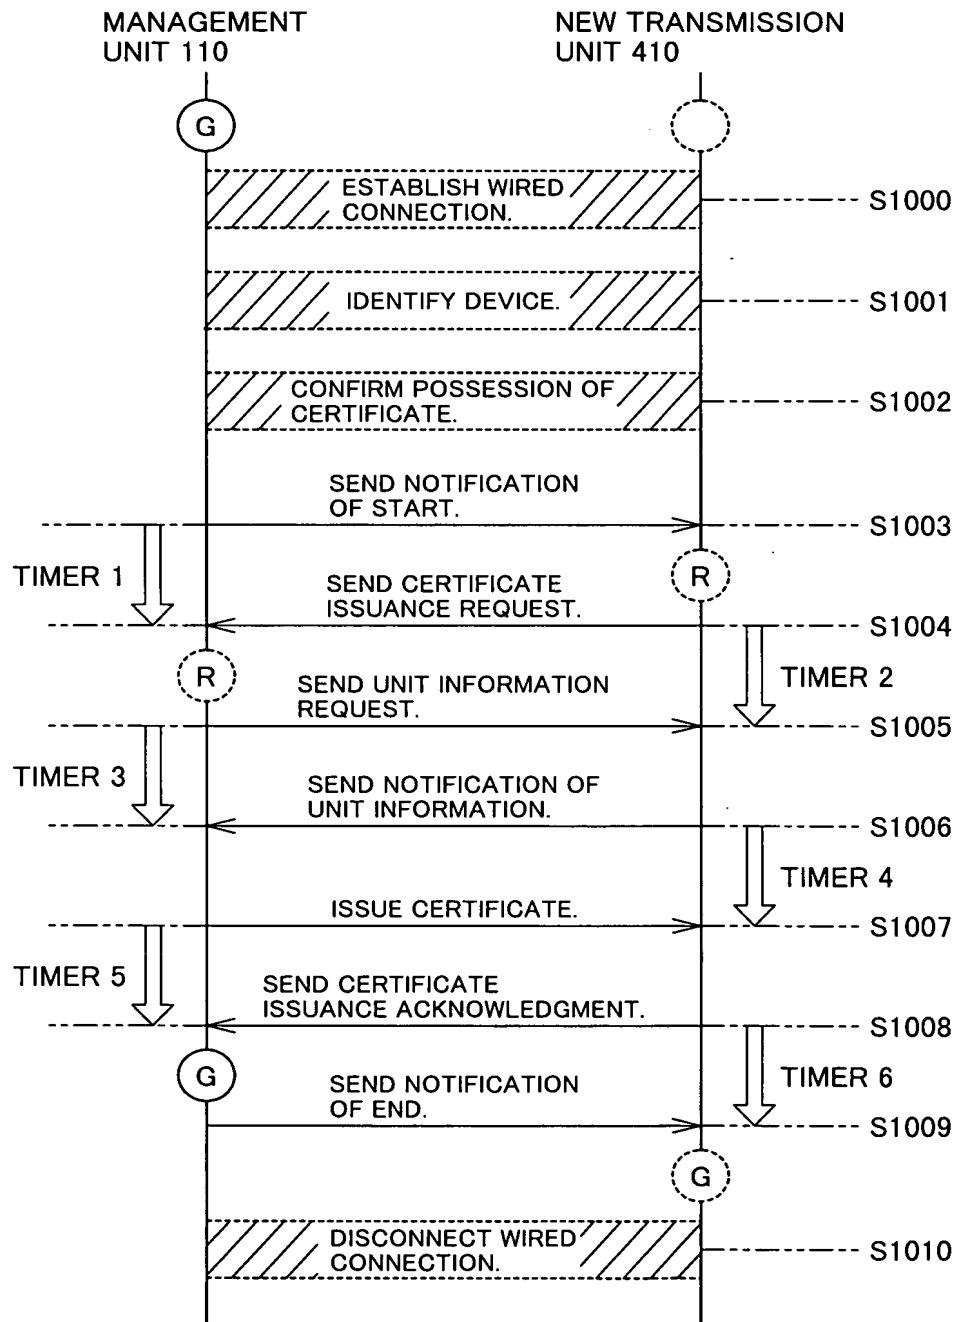 MANAGEMENT
UNIT 110
NEW TRANSMISSION
UNIT 410
G
ESTABLISH WIRED
CONNECTION.
S1000
IDENTIFY DEVICE.
S1001
CONFIRM POSSESSION OF
CERTIFICATE.
S1002
SEND NOTIFICATION
OF START.
S1003
TIMER 1
R
SEND CERTIFICATE
ISSUANCE REQUEST.
S1004
R
TIMER 2
SEND UNIT INFORMATION
REQUEST.
S1005
TIMER 3
SEND NOTIFICATION OF
UNIT INFORMATION.
S1006
TIMER 4
ISSUE CERTIFICATE.
S1007
TIMER 5
SEND CERTIFICATE
ISSUANCE ACKNOWLEDGMENT.
S1008
G
TIMER 6
SEND NOTIFICATION
OF END.
S1009
G
DISCONNECT WIRED
CONNECTION.
S1010